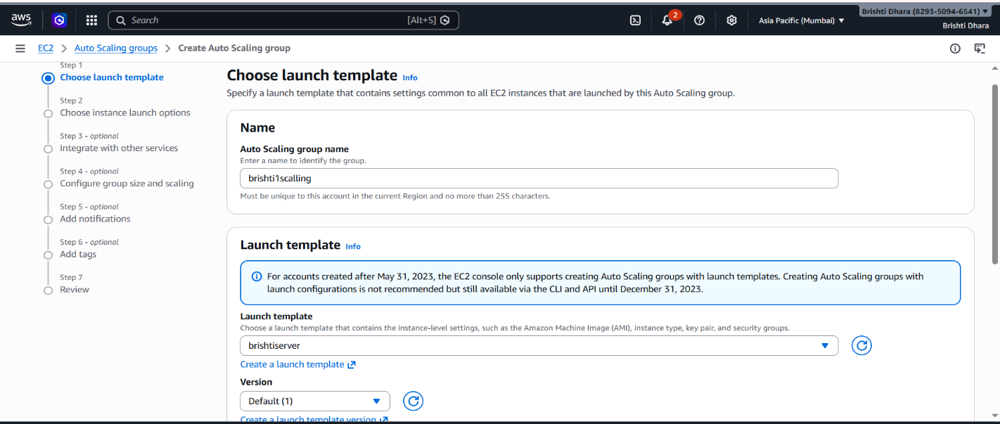 aws
Search
[Alt+S]
2
Asia Pacific (Mumbai) ▼
Brishti Dhara (8293-5094-6541) ▼
Brishti Dhara
EC2 > Auto Scaling groups > Create Auto Scaling group
Step 1
Choose launch template
Step 2
Choose instance launch options
Step 3 - optional
Integrate with other services
Step 4 - optional
Configure group size and scaling
Step 5 - optional
Add notifications
Step 6 - optional
Add tags
Step 7
Review
Choose launch template Info
Specify a launch template that contains settings common to all EC2 instances that are launched by this Auto Scaling group.
Name
Auto Scaling group name
Enter a name to identify the group.
brishti1scalling
Must be unique to this account in the current Region and no more than 255 characters.
Launch template Info
For accounts created after May 31, 2023, the EC2 console only supports creating Auto Scaling groups with launch templates. Creating Auto Scaling groups with
launch configurations is not recommended but still available via the CLI and API until December 31, 2023.
Launch template
Choose a launch template that contains the instance-level settings, such as the Amazon Machine Image (AMI), instance type, key pair, and security groups.
brishtiserver
Create a launch template
Version
Default (1)
Create a launch template version